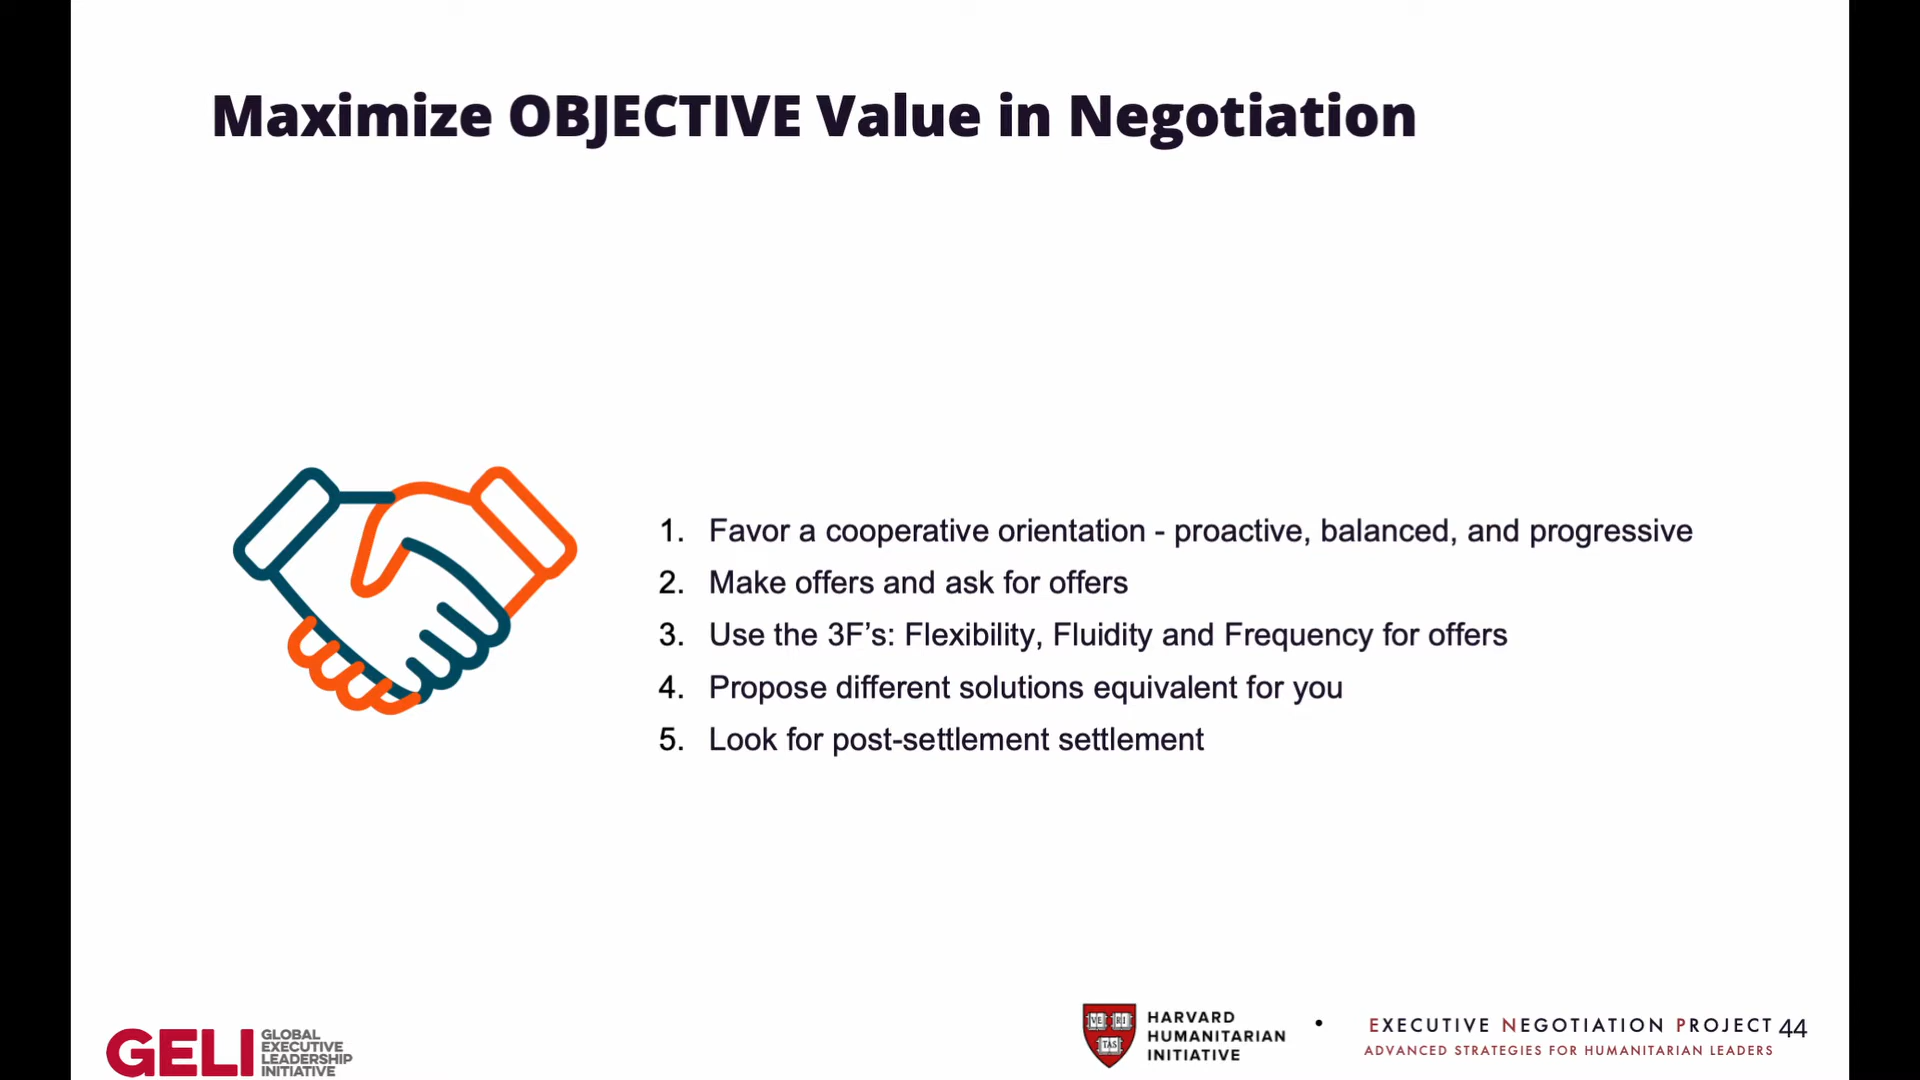 Maximize OBJECTIVE Value in Negotiation
1. Favor a cooperative orientation - proactive, balanced, and progressive
2. Make offers and ask for offers
3. Use the 3F’s: Flexibility, Fluidity and Frequency for offers
4. Propose different solutions equivalent for you
5. Look for post-settlement settlement
GELI
GLOBAL
EXECUTIVE
LEADERSHIP
INITIATIVE
VE RI
TAS
HARVARD
HUMANITARIAN
INITIATIVE
•
EXECUTIVE NEGOTIATION PROJECT
ADVANCED STRATEGIES FOR HUMANITARIAN LEADERS
44